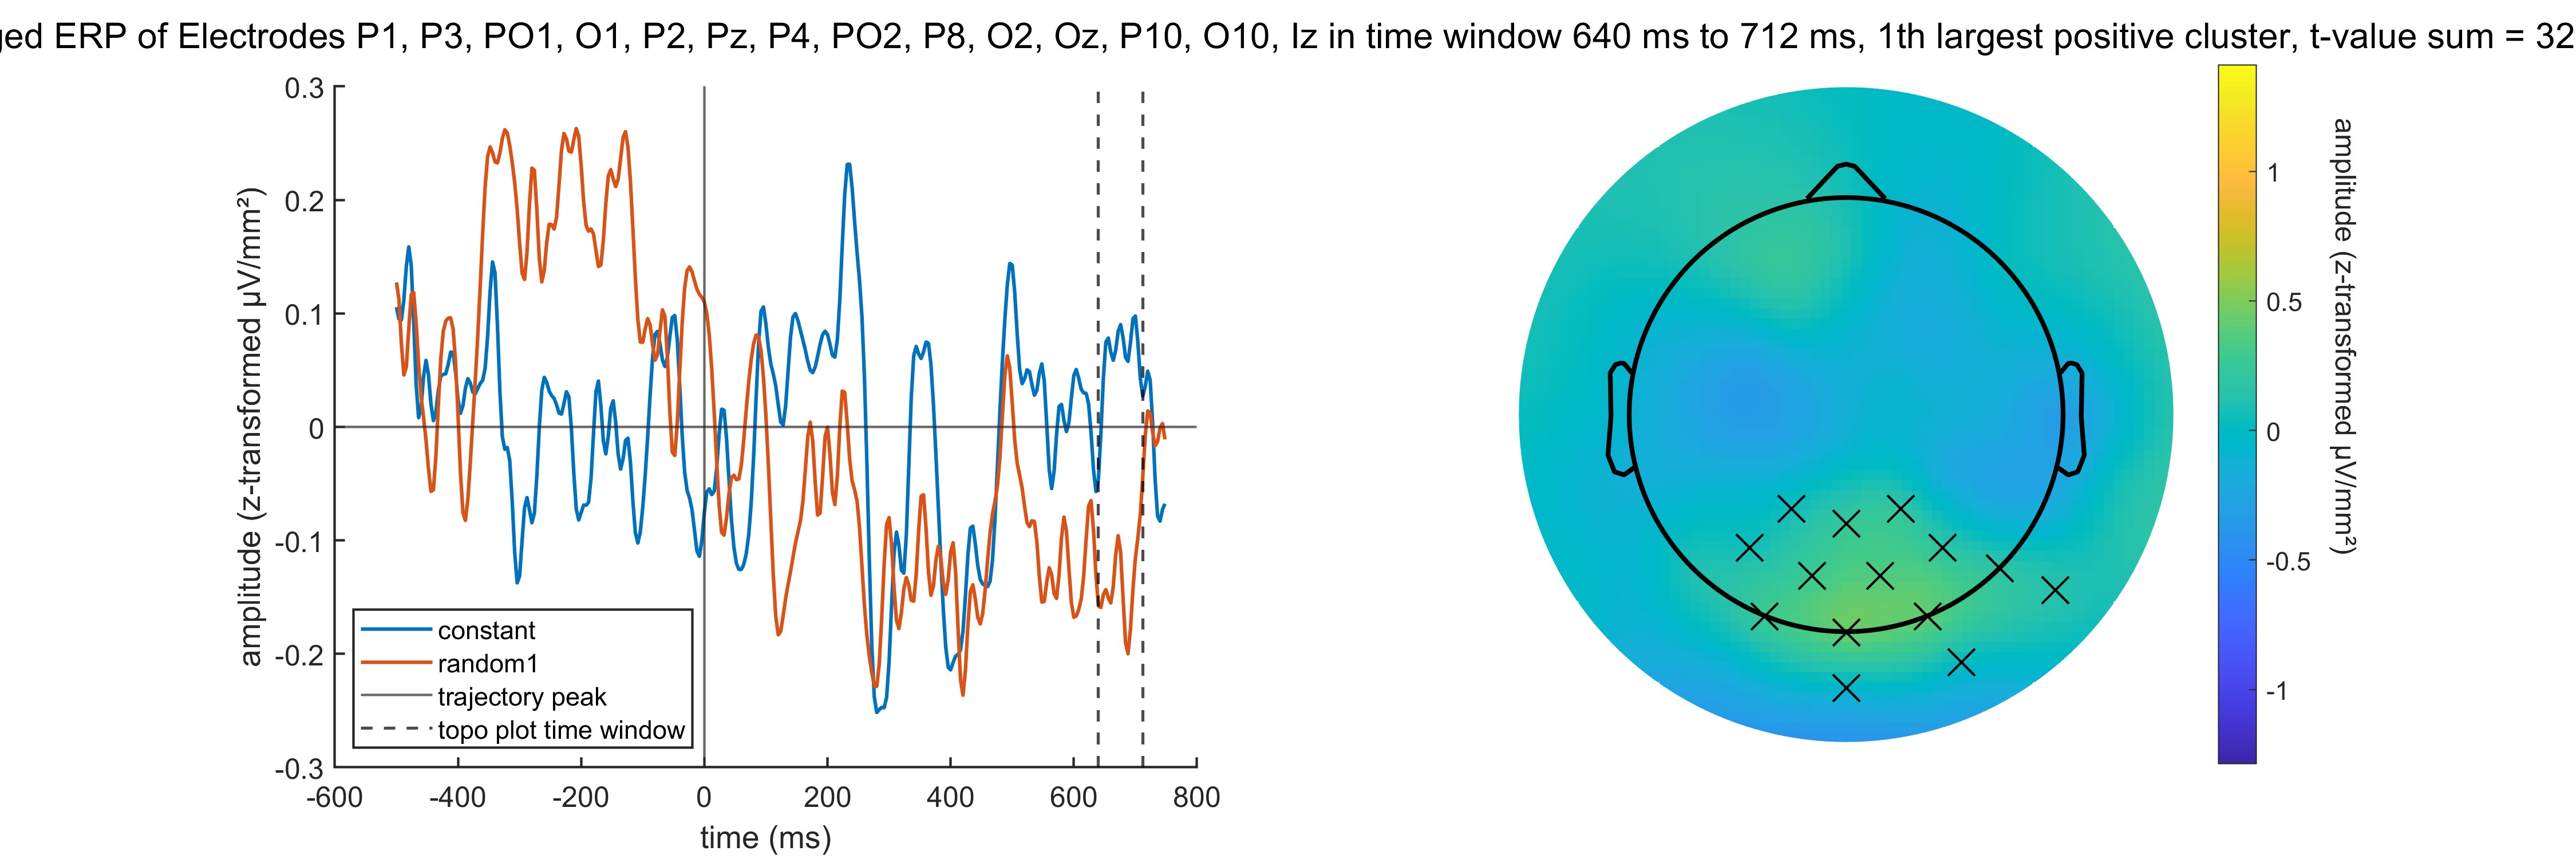 ged ERP of Electrodes P1, P3, PO1, O1, P2, Pz, P4, PO2, P8, O2, Oz, P10, O10, Iz in time window 640 ms to 712 ms, 1th largest positive cluster, t-value sum = 32
amplitude (z-transformed µV/mm²)
0.3
0.2
0.1
0
-0.1
-0.2
-0.3
constant
random1
trajectory peak
topo plot time window
-600
-400
-200
0
200
400
600
800
time (ms)
1
0.5
0
-0.5
-1
amplitude (z-transformed µV/mm²)